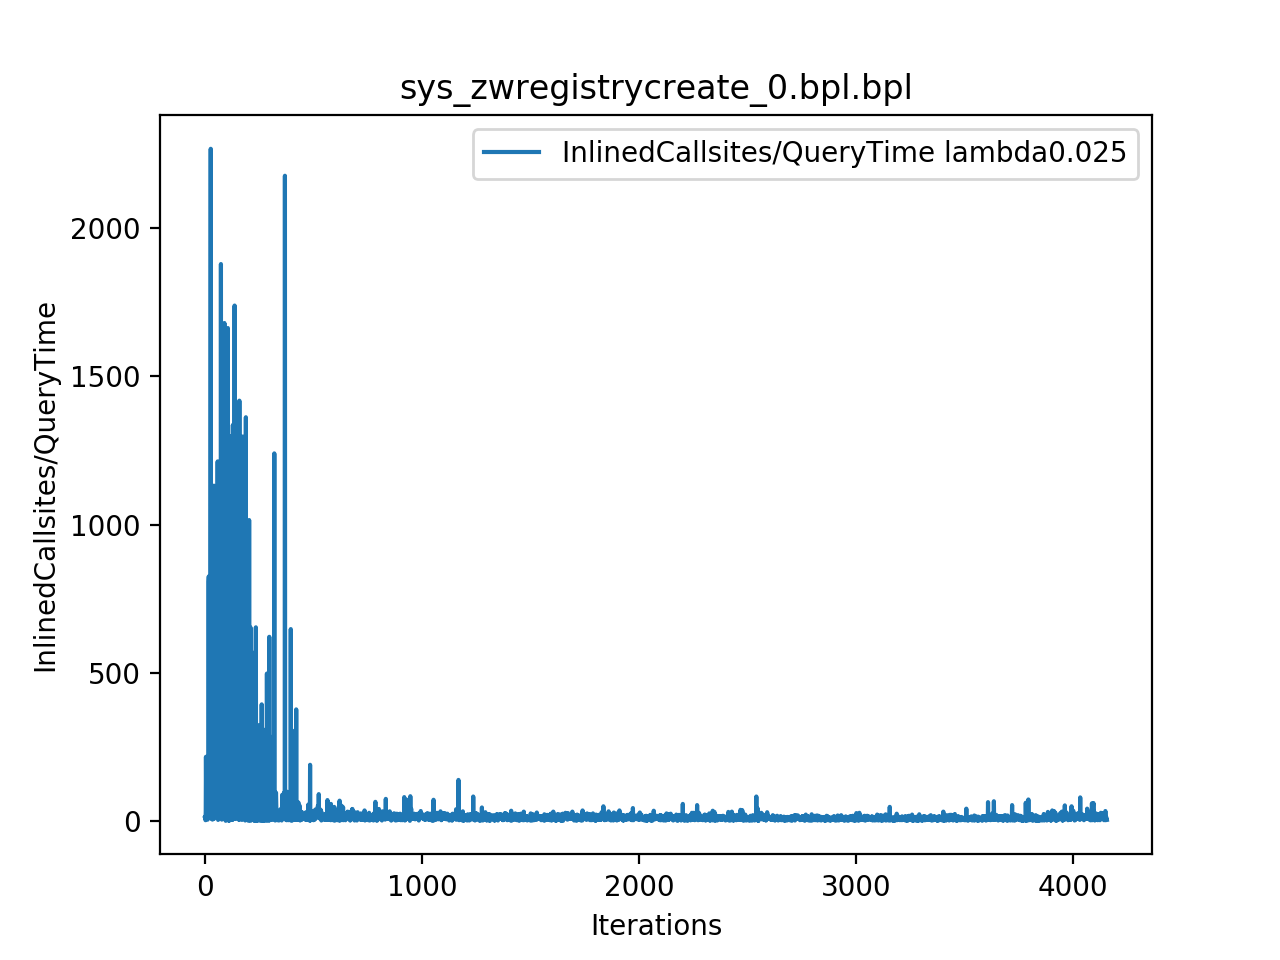 sys_zwregistrycreate_0.bpl.bpl
InlinedCallsites/QueryTime lambda0.025
InlinedCallsites/QueryTime
2000
1500
1000
500
0
0 1000 2000 3000 4000
Iterations